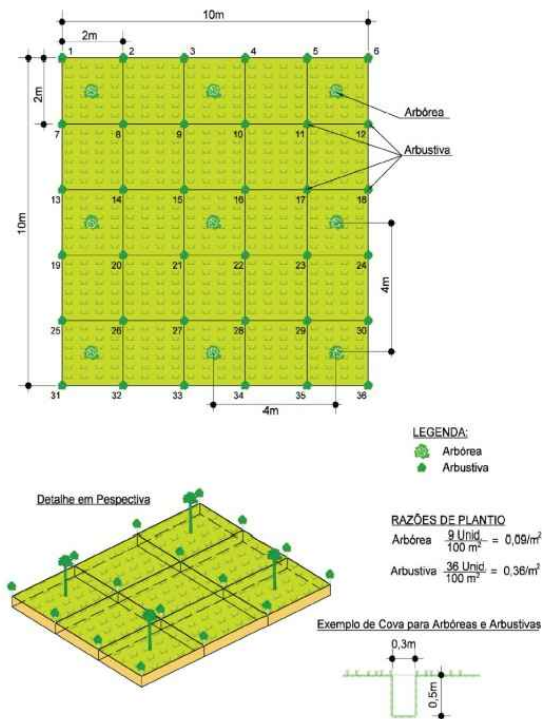 10m
2m
1 2 3 4 5 6
2m
Arbórea
7 8 9 10 11 12
Arbustiva
13 14 15 16 17 18
10m
19 20 21 22 23 24
4m
25 26 27 28 29 30
31 32 33 34 35 36
4m
LEGENDA:
Arbórea
Arbustiva
Detalhe em Pespectiva
RAZÕES DE PLANTIO
Arbórea 9 Unid. / 100 m² = 0,09/m²
Arbustiva 36 Unid. / 100 m² = 0,36/m²
Exemplo de Cova para Arbóreas e Arbustivas
0,3m
0,5m